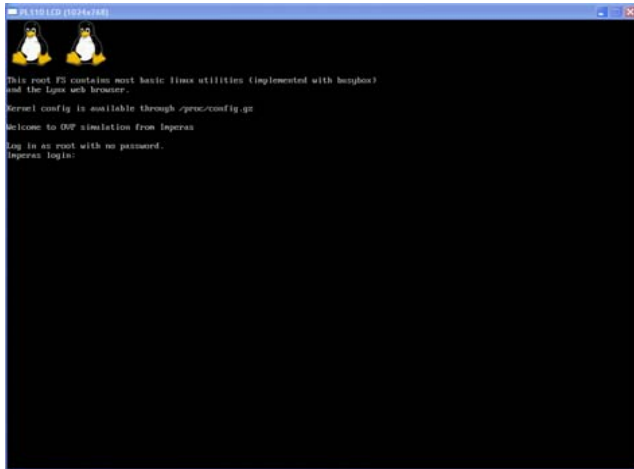 PL110 LCD (1024x768)
This root FS contains most basic linux utilities (implemented with busybox)
and the Lynx web browser.
Kernel config is available through /proc/config.gz
Welcome to OVP simulation from Imperas
Log in as root with no password.
Imperas login: